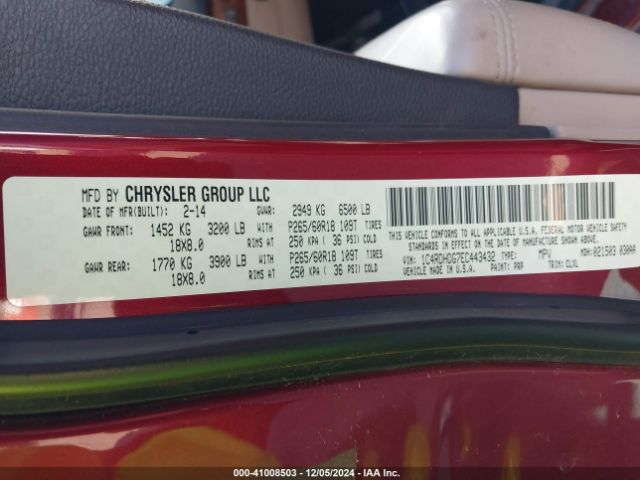 MFD BY CHRYSLER GROUP LLC
DATE OF MFR(BUILT): 2-14 GVWR: 2949 KG 6500 LB
GAWR FRONT: 1452 KG 3200 LB WITH P265/60R18 109T TIRES
18X8.0 RIMS AT 250 KPA ( 36 PSI) COLD
GAWR REAR: 1770 KG 3900 LB WITH P265/60R18 109T TIRES
18X8.0 RIMS AT 250 KPA ( 36 PSI) COLD
THIS VEHICLE CONFORMS TO ALL APPLICABLE U.S.A. FEDERAL MOTOR VEHICLE SAFETY
STANDARDS IN EFFECT ON THE DATE OF MANUFACTURE SHOWN ABOVE.
VIN: 1C4RDHDG7EC443432 TYPE: MPV MDH: 021503 030AA
MADE IN U.S.A. PAINT: PRP TRIM: CLXL
000-41008503 - 12/05/2024 - IAA Inc.